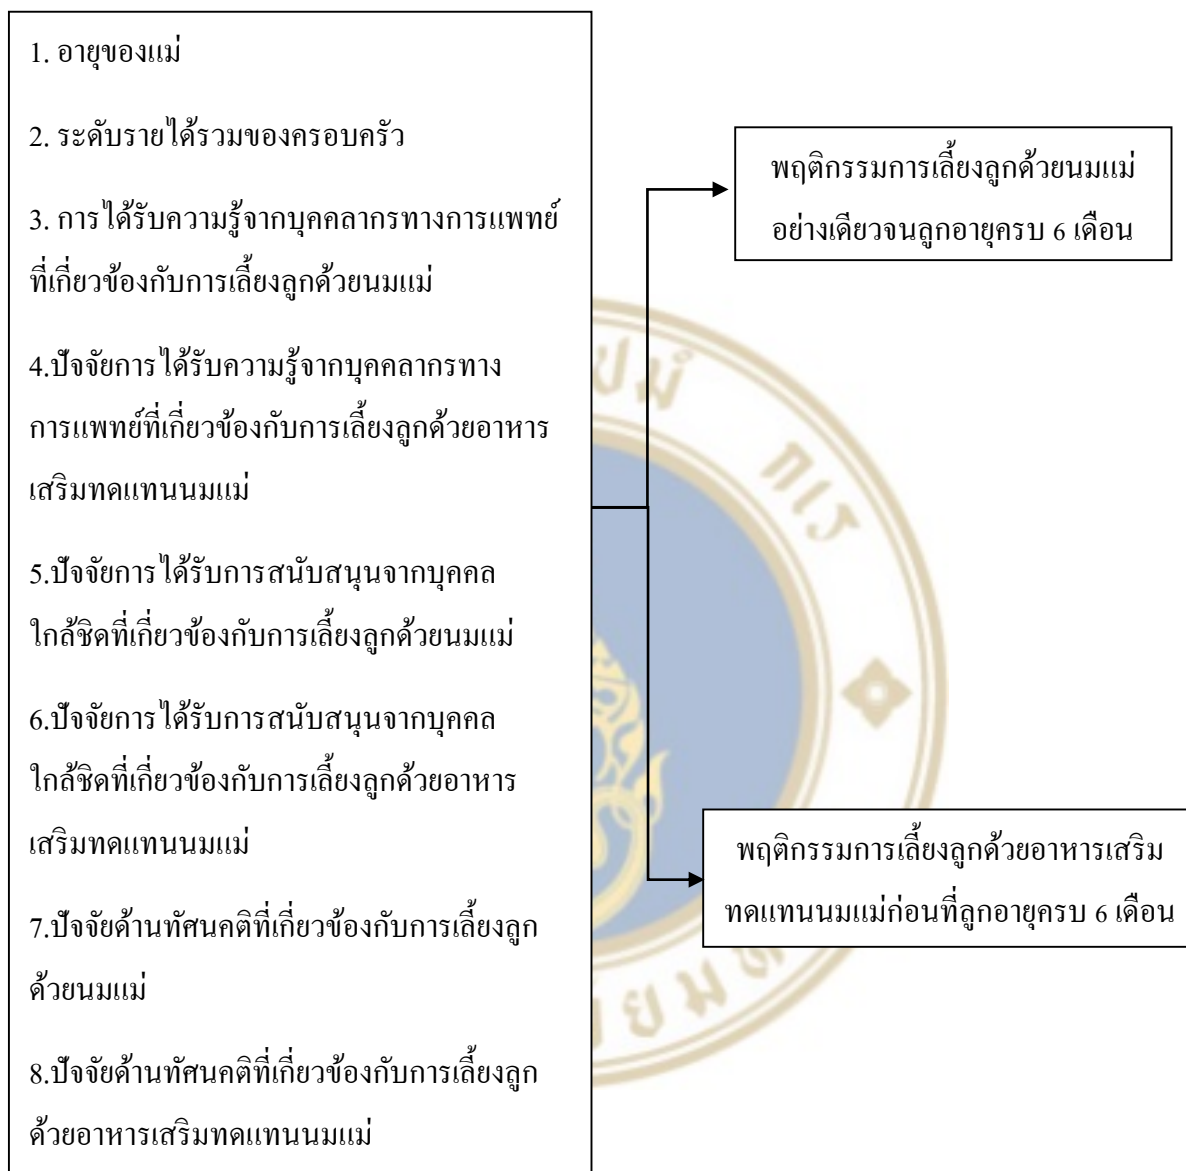 1. อายุของแม่
2. ระดับรายได้รวมของครอบครัว
3. การได้รับความรู้จากบุคคลากรทางการแพทย์
ที่เกี่ยวข้องกับการเลี้ยงลูกด้วยนมแม่
4.ปัจจัยการได้รับความรู้จากบุคคลากรทาง
การแพทย์ที่เกี่ยวข้องกับการเลี้ยงลูกด้วยอาหาร
เสริมทดแทนนมแม่
5.ปัจจัยการได้รับการสนับสนุนจากบุคคล
ใกล้ชิดที่เกี่ยวข้องกับการเลี้ยงลูกด้วยนมแม่
6.ปัจจัยการได้รับการสนับสนุนจากบุคคล
ใกล้ชิดที่เกี่ยวข้องกับการเลี้ยงลูกด้วยอาหาร
เสริมทดแทนนมแม่
7.ปัจจัยด้านทัศนคติที่เกี่ยวข้องกับการเลี้ยงลูก
ด้วยนมแม่
8.ปัจจัยด้านทัศนคติที่เกี่ยวข้องกับการเลี้ยงลูก
ด้วยอาหารเสริมทดแทนนมแม่
พฤติกรรมการเลี้ยงลูกด้วยนมแม่
อย่างเดียวจนลูกอายุครบ 6 เดือน
พฤติกรรมการเลี้ยงลูกด้วยอาหารเสริม
ทดแทนนมแม่ก่อนที่ลูกอายุครบ 6 เดือน